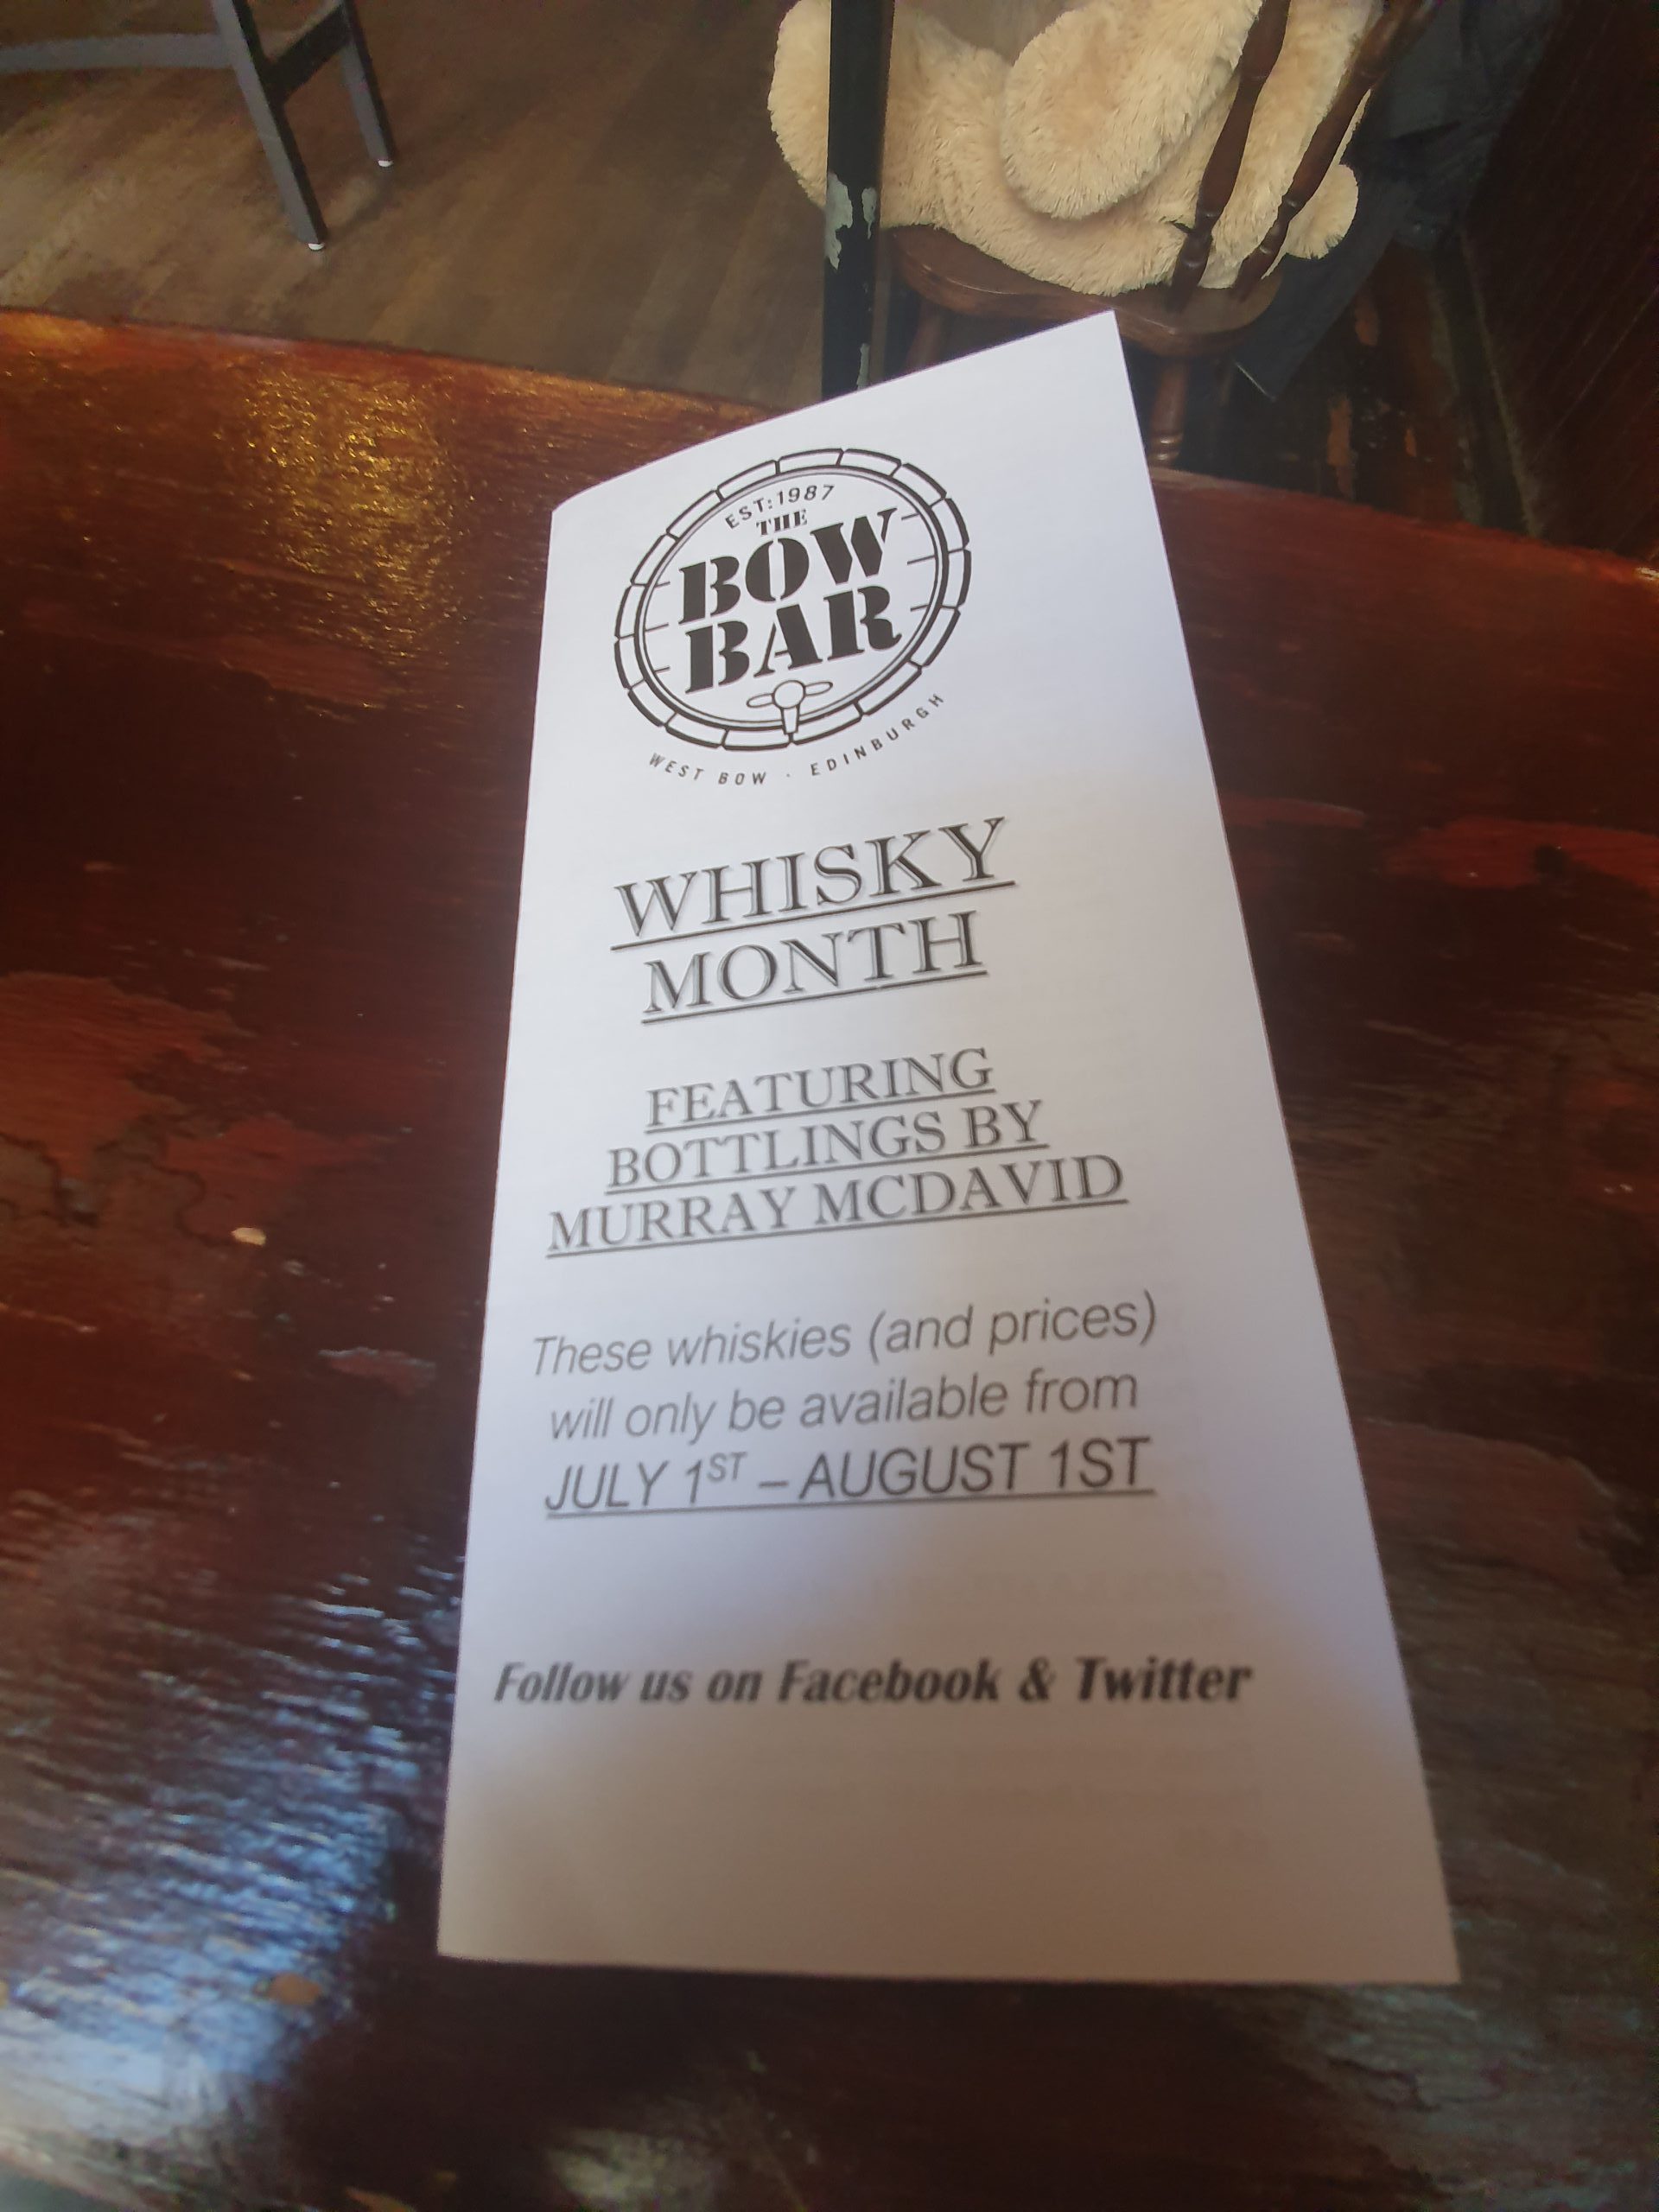 EST:1987
THE
BOW
BAR
WEST BOW · EDINBURGH
WHISKY
MONTH
FEATURING
BOTTLINGS BY
MURRAY MCDAVID
These whiskies (and prices)
will only be available from
JULY 1ST – AUGUST 1ST
Follow us on Facebook & Twitter